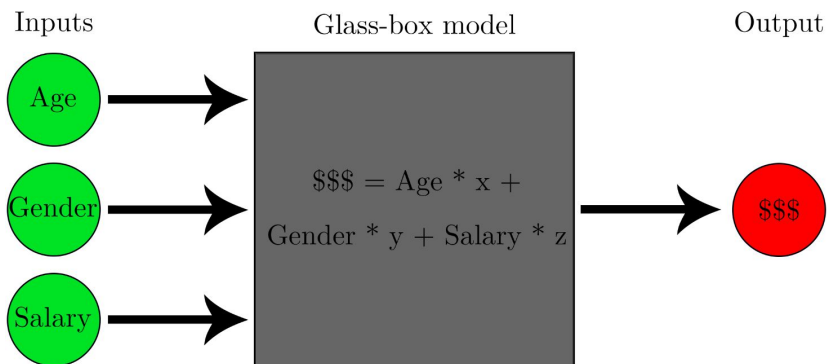 Inputs
Glass-box model
Output
Age
Gender
Salary
$$$ = Age * x +
Gender * y + Salary * z
$$$